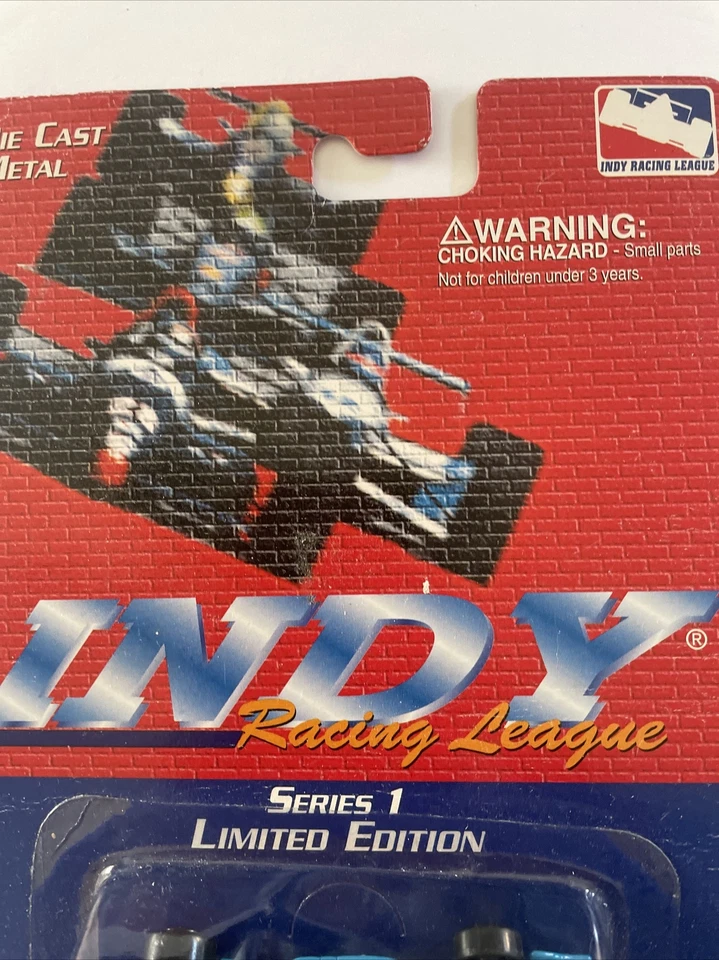 DIE CAST
METAL
INDY RACING LEAGUE
⚠WARNING:
CHOKING HAZARD - Small parts
Not for children under 3 years.
INDY®
Racing League
SERIES 1
LIMITED EDITION